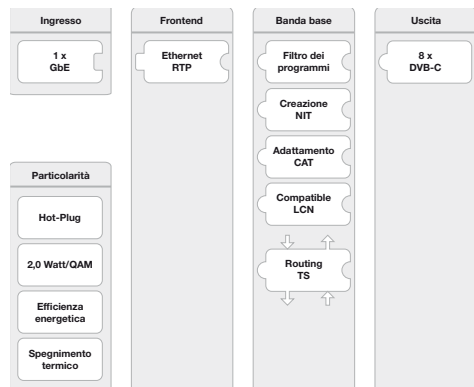 Ingresso
1 x
GbE
Particolarità
Hot-Plug
2,0 Watt/QAM
Efficienza
energetica
Spegnimento
termico
Frontend
Ethernet
RTP
Banda base
Filtro dei
programmi
Creazione
NIT
Adattamento
CAT
Compatible
LCN
Routing
TS
Uscita
8 x
DVB-C